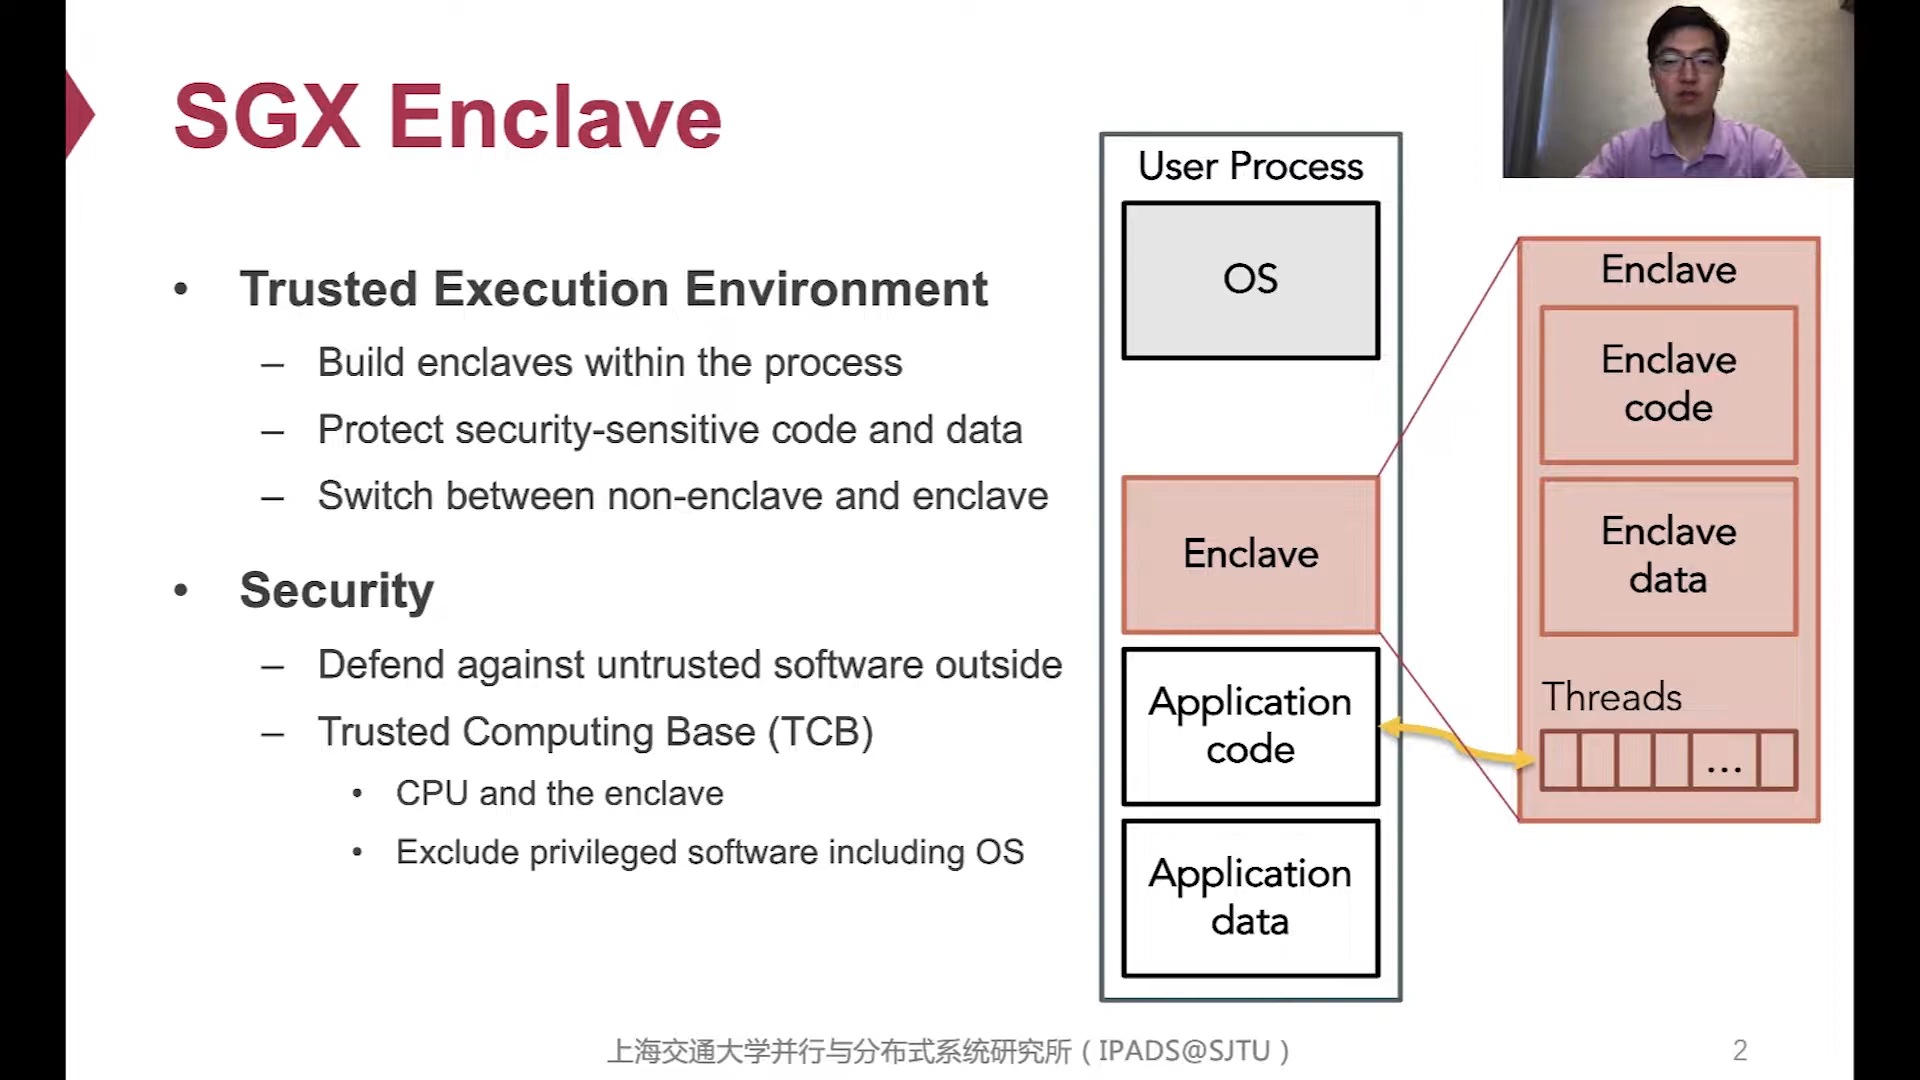 SGX Enclave
• Trusted Execution Environment
– Build enclaves within the process
– Protect security-sensitive code and data
– Switch between non-enclave and enclave
• Security
– Defend against untrusted software outside
– Trusted Computing Base (TCB)
• CPU and the enclave
• Exclude privileged software including OS
User Process
OS
Enclave
Application
code
Application
data
Enclave
Enclave
code
Enclave
data
Threads
...
上海交通大学并行与分布式系统研究所（IPADS@SJTU）
2